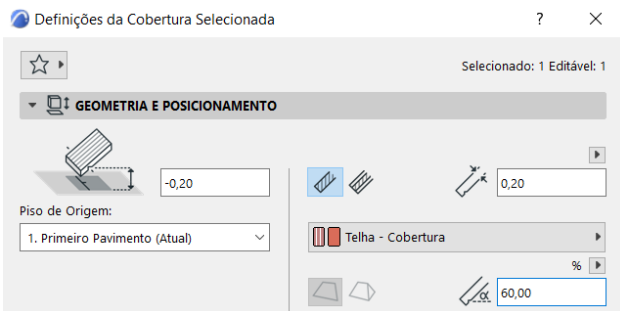 Definições da Cobertura Selecionada ?
Selecionado: 1 Editável: 1
GEOMETRIA E POSICIONAMENTO
-0,20
0,20
Piso de Origem:
1. Primeiro Pavimento (Atual)
Telha - Cobertura
%
α 60,00